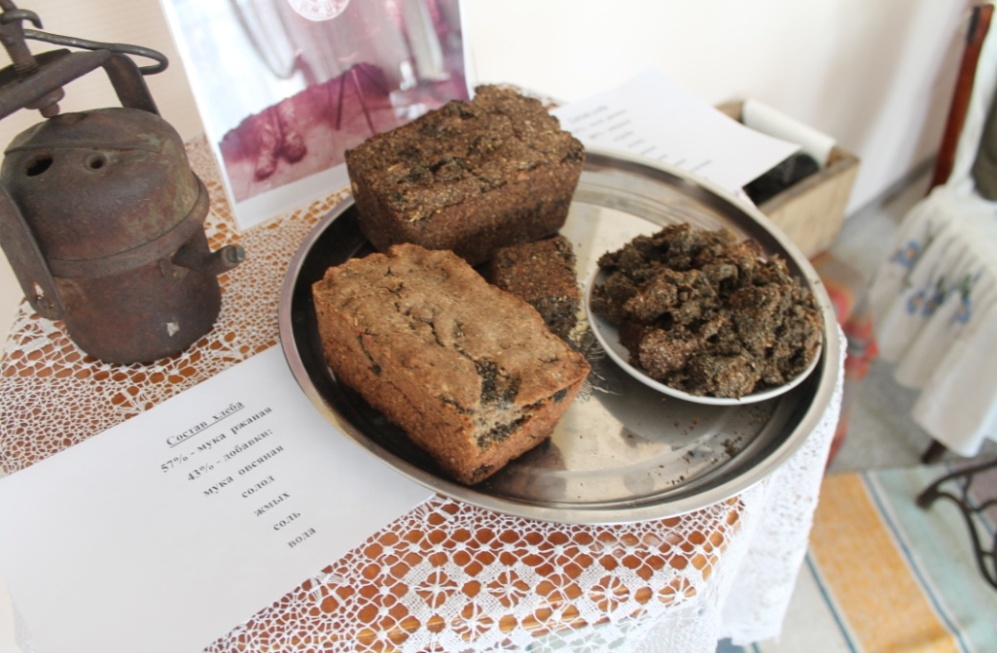 Состав хлеба
57% - мука ржаная
43% - добавки:
мука овсяная
солод
жмых
соль
вода